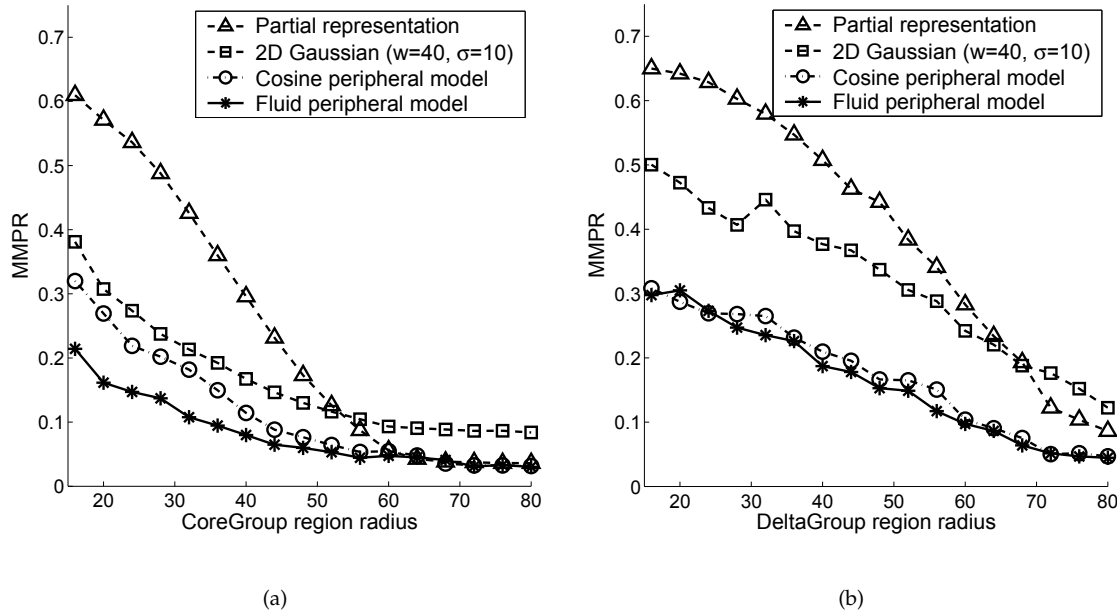 Partial representation
2D Gaussian (w=40, σ=10)
Cosine peripheral model
Fluid peripheral model
0.7
0.6
0.5
0.4
0.3
0.2
0.1
0
MMPR
20 30 40 50 60 70 80
CoreGroup region radius
(a)
Partial representation
2D Gaussian (w=40, σ=10)
Cosine peripheral model
Fluid peripheral model
0.7
0.6
0.5
0.4
0.3
0.2
0.1
0
MMPR
20 30 40 50 60 70 80
DeltaGroup region radius
(b)